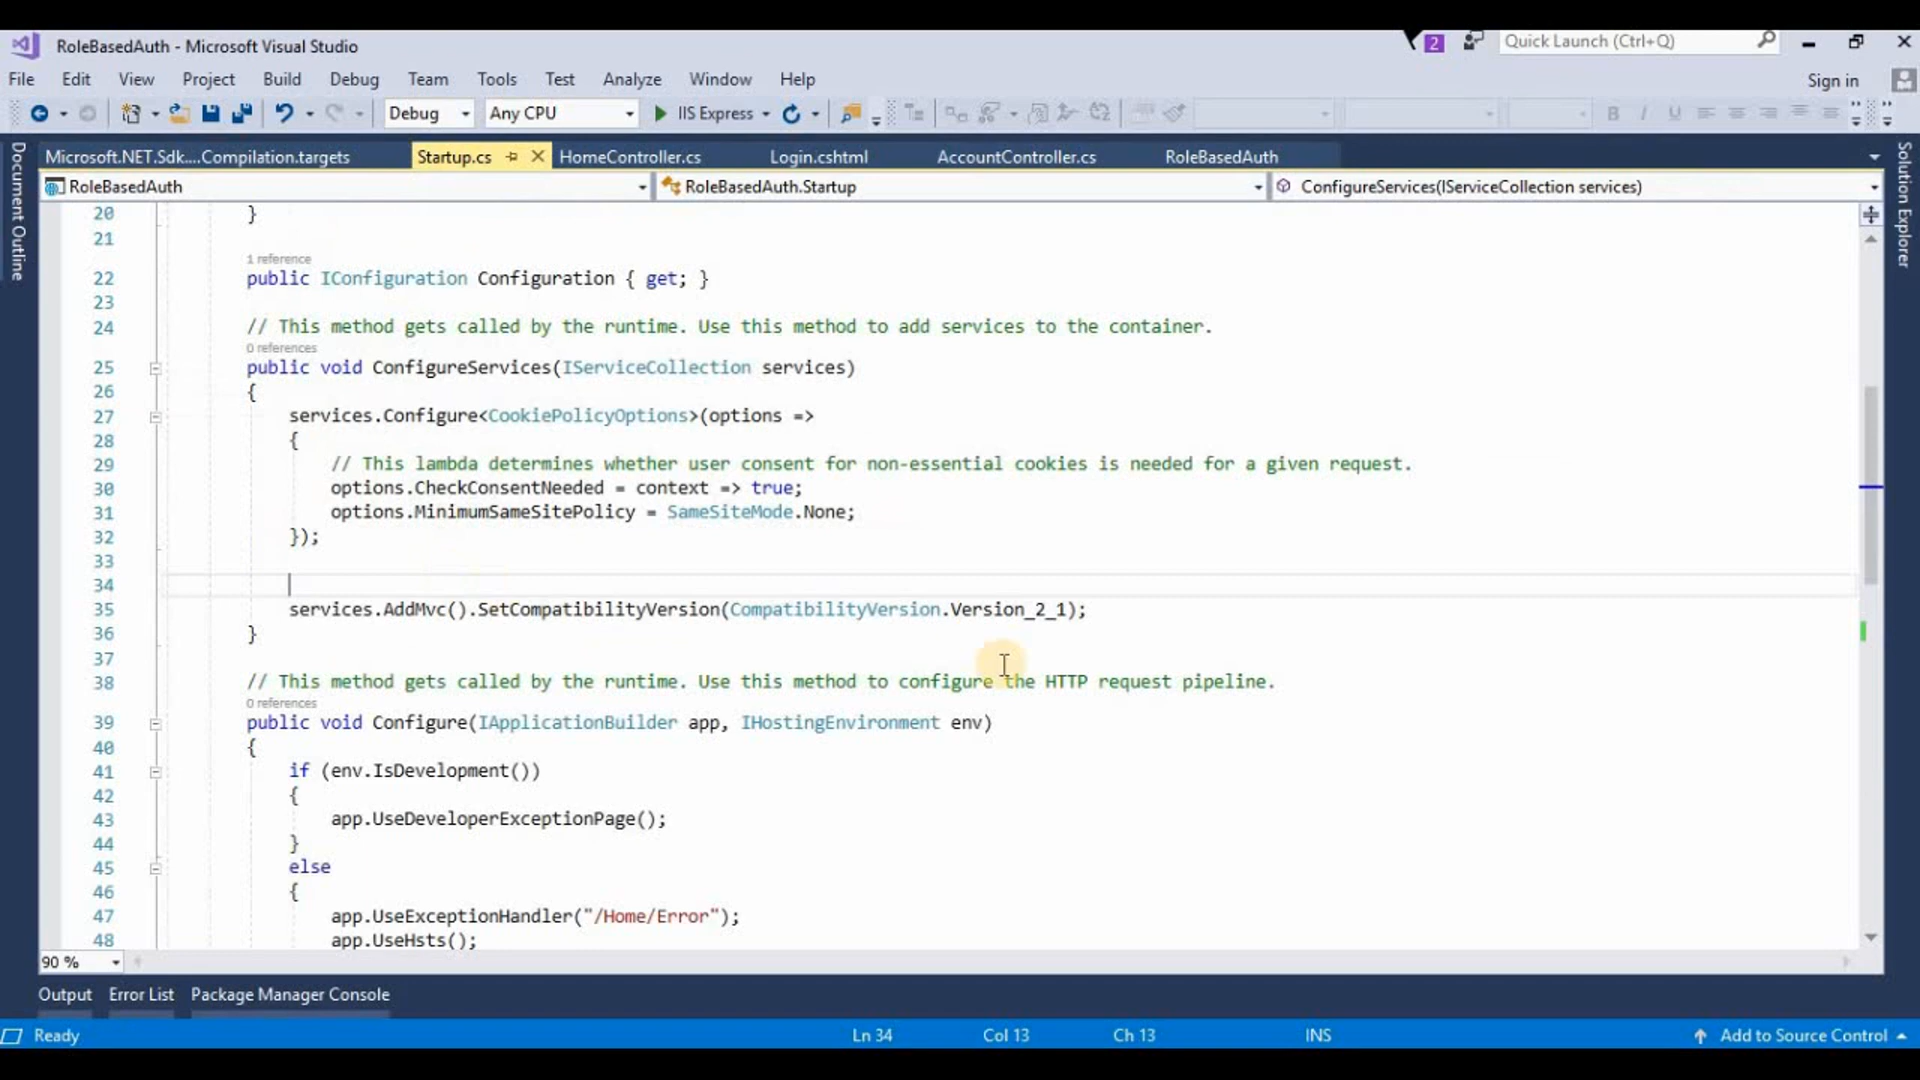 RoleBasedAuth - Microsoft Visual Studio
2
Quick Launch (Ctrl+Q)
File Edit View Project Build Debug Team Tools Test Analyze Window Help
Sign in
Debug Any CPU IIS Express
Document Outline
Microsoft.NET.Sdk....Compilation.targets Startup.cs HomeController.cs Login.cshtml AccountController.cs RoleBasedAuth
Solution Explorer
RoleBasedAuth RoleBasedAuth.Startup ConfigureServices(IServiceCollection services)
20 }
21
1 reference
22 public IConfiguration Configuration { get; }
23
24 // This method gets called by the runtime. Use this method to add services to the container.
0 references
25 public void ConfigureServices(IServiceCollection services)
26 {
27 services.Configure<CookiePolicyOptions>(options =>
28 {
29 // This lambda determines whether user consent for non-essential cookies is needed for a given request.
30 options.CheckConsentNeeded = context => true;
31 options.MinimumSameSitePolicy = SameSiteMode.None;
32 });
33
34
35 services.AddMvc().SetCompatibilityVersion(CompatibilityVersion.Version_2_1);
36 }
37
38 // This method gets called by the runtime. Use this method to configure the HTTP request pipeline.
0 references
39 public void Configure(IApplicationBuilder app, IHostingEnvironment env)
40 {
41 if (env.IsDevelopment())
42 {
43 app.UseDeveloperExceptionPage();
44 }
45 else
46 {
47 app.UseExceptionHandler("/Home/Error");
48 app.UseHsts();
90 %
Output Error List Package Manager Console
Ready Ln 34 Col 13 Ch 13 INS Add to Source Control